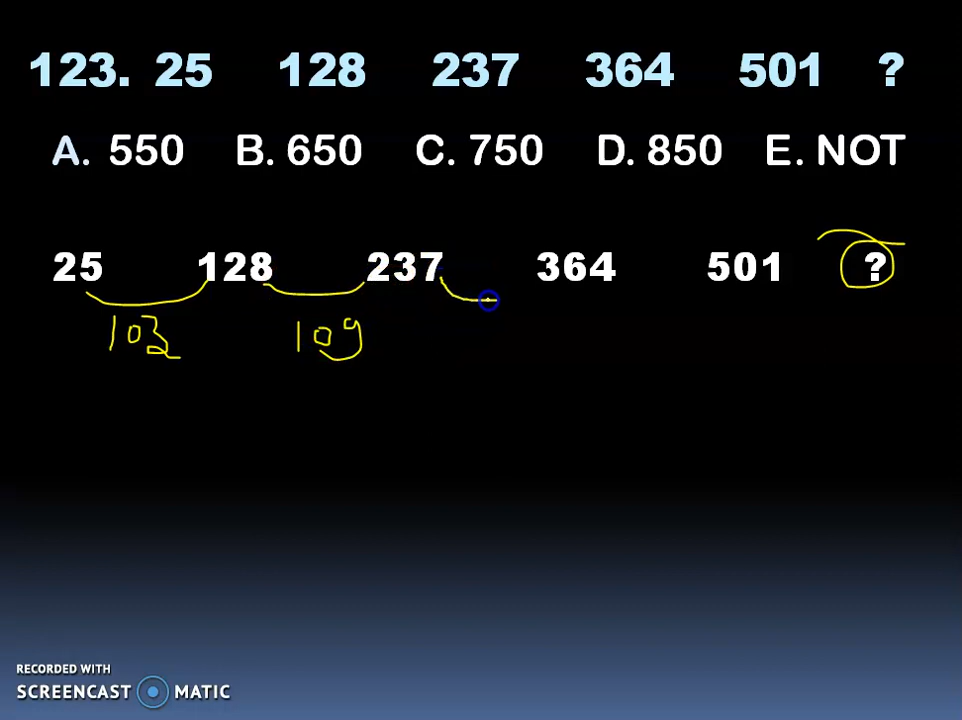 123. 25 128 237 364 501 ?
A. 550 B. 650 C. 750 D. 850 E. NOT
25 128 237 364 501 ?
103 109
RECORDED WITH
SCREENCAST MATIC